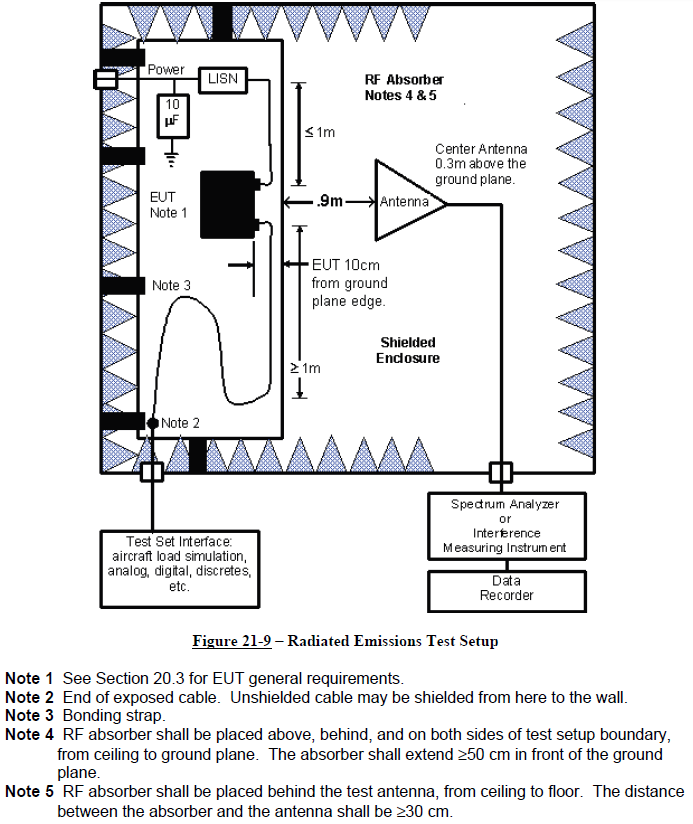 Power
LISN
10
µF
≤1m
RF Absorber
Notes 4 & 5
Center Antenna
0.3m above the
ground plane.
EUT
Note 1
.9m
Antenna
EUT 10cm
from ground
plane edge.
Note 3
Shielded
Enclosure
≥1m
Note 2
Test Set Interface:
aircraft load simulation,
analog, digital, discretes,
etc.
Spectrum Analyzer
or
Interference
Measuring Instrument
Data
Recorder
Figure 21-9 – Radiated Emissions Test Setup
Note 1 See Section 20.3 for EUT general requirements.
Note 2 End of exposed cable. Unshielded cable may be shielded from here to the wall.
Note 3 Bonding strap.
Note 4 RF absorber shall be placed above, behind, and on both sides of test setup boundary,
from ceiling to ground plane. The absorber shall extend ≥50 cm in front of the ground
plane.
Note 5 RF absorber shall be placed behind the test antenna, from ceiling to floor. The distance
between the absorber and the antenna shall be ≥30 cm.